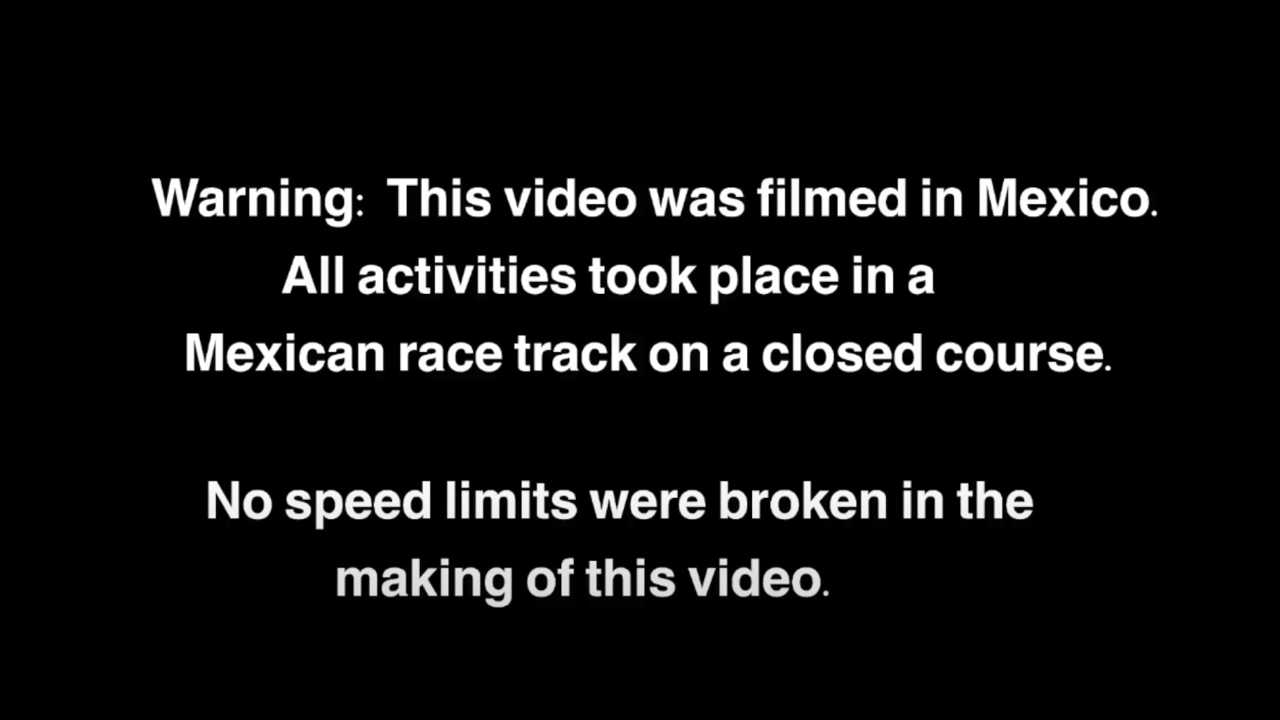 Warning:  This video was filmed in Mexico.
All activities took place in a
Mexican race track on a closed course.
No speed limits were broken in the
making of this video.